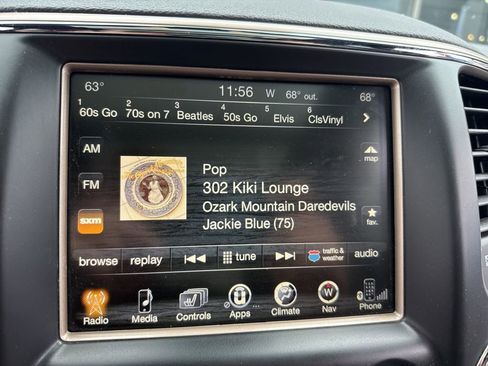 63° 11:56 W 68° out. 68°
1 2 3 4 5 6
60s Go 70s on 7 Beatles 50s Go Elvis ClsVinyl
AM
FM
sxm
Pop
302 Kiki Lounge
Ozark Mountain Daredevils
Jackie Blue (75)
map
fav.
browse replay tune traffic & weather audio
Radio Media Controls Apps Climate Nav Phone